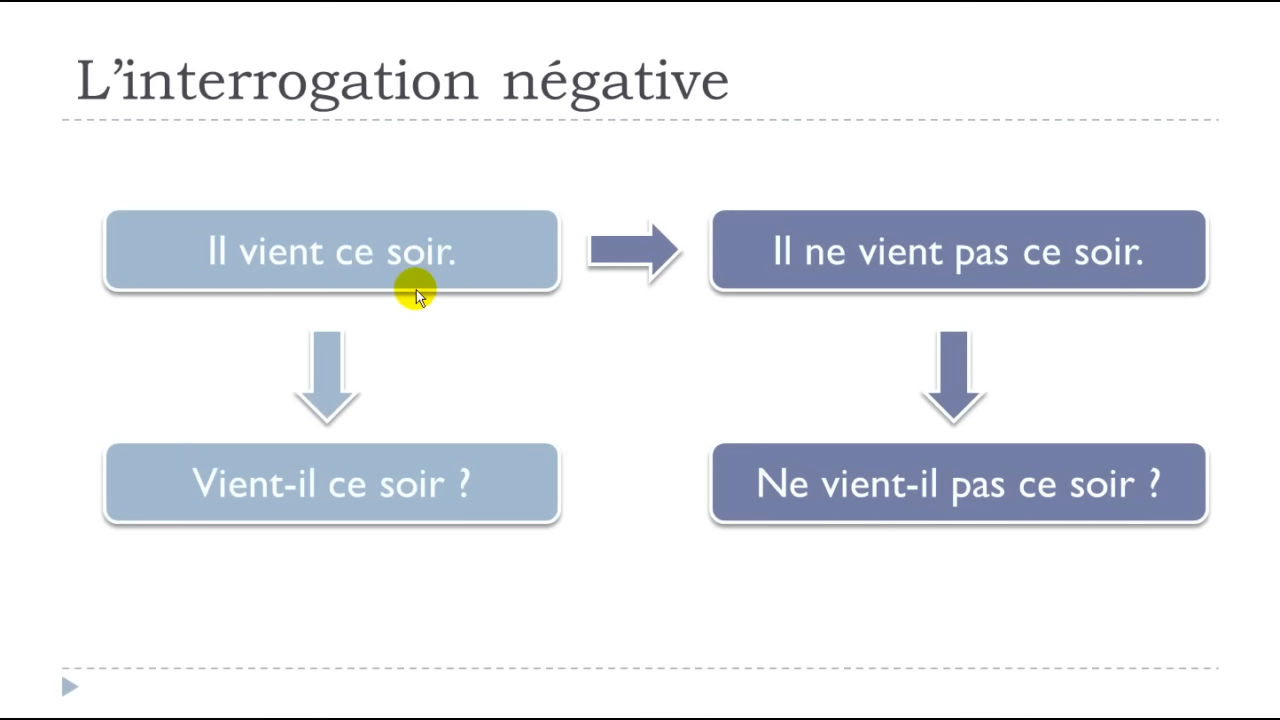 L’interrogation négative
Il vient ce soir.
Il ne vient pas ce soir.
Vient-il ce soir ?
Ne vient-il pas ce soir ?